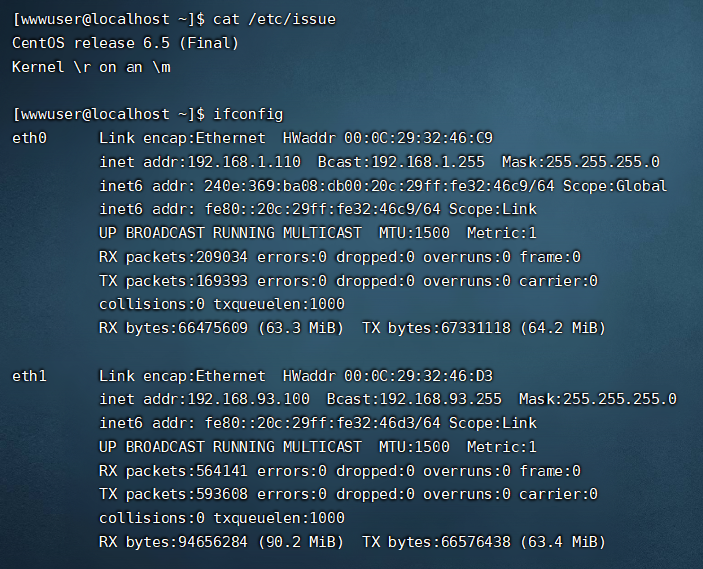 [wwwuser@localhost ~]$ cat /etc/issue
CentOS release 6.5 (Final)
Kernel \r on an \m
[wwwuser@localhost ~]$ ifconfig
eth0      Link encap:Ethernet  HWaddr 00:0C:29:32:46:C9
          inet addr:192.168.1.110  Bcast:192.168.1.255  Mask:255.255.255.0
          inet6 addr: 240e:369:ba08:db00:20c:29ff:fe32:46c9/64 Scope:Global
          inet6 addr: fe80::20c:29ff:fe32:46c9/64 Scope:Link
          UP BROADCAST RUNNING MULTICAST  MTU:1500  Metric:1
          RX packets:209034 errors:0 dropped:0 overruns:0 frame:0
          TX packets:169393 errors:0 dropped:0 overruns:0 carrier:0
          collisions:0 txqueuelen:1000
          RX bytes:66475609 (63.3 MiB)  TX bytes:67331118 (64.2 MiB)
eth1      Link encap:Ethernet  HWaddr 00:0C:29:32:46:D3
          inet addr:192.168.93.100  Bcast:192.168.93.255  Mask:255.255.255.0
          inet6 addr: fe80::20c:29ff:fe32:46d3/64 Scope:Link
          UP BROADCAST RUNNING MULTICAST  MTU:1500  Metric:1
          RX packets:564141 errors:0 dropped:0 overruns:0 frame:0
          TX packets:593608 errors:0 dropped:0 overruns:0 carrier:0
          collisions:0 txqueuelen:1000
          RX bytes:94656284 (90.2 MiB)  TX bytes:66576438 (63.4 MiB)